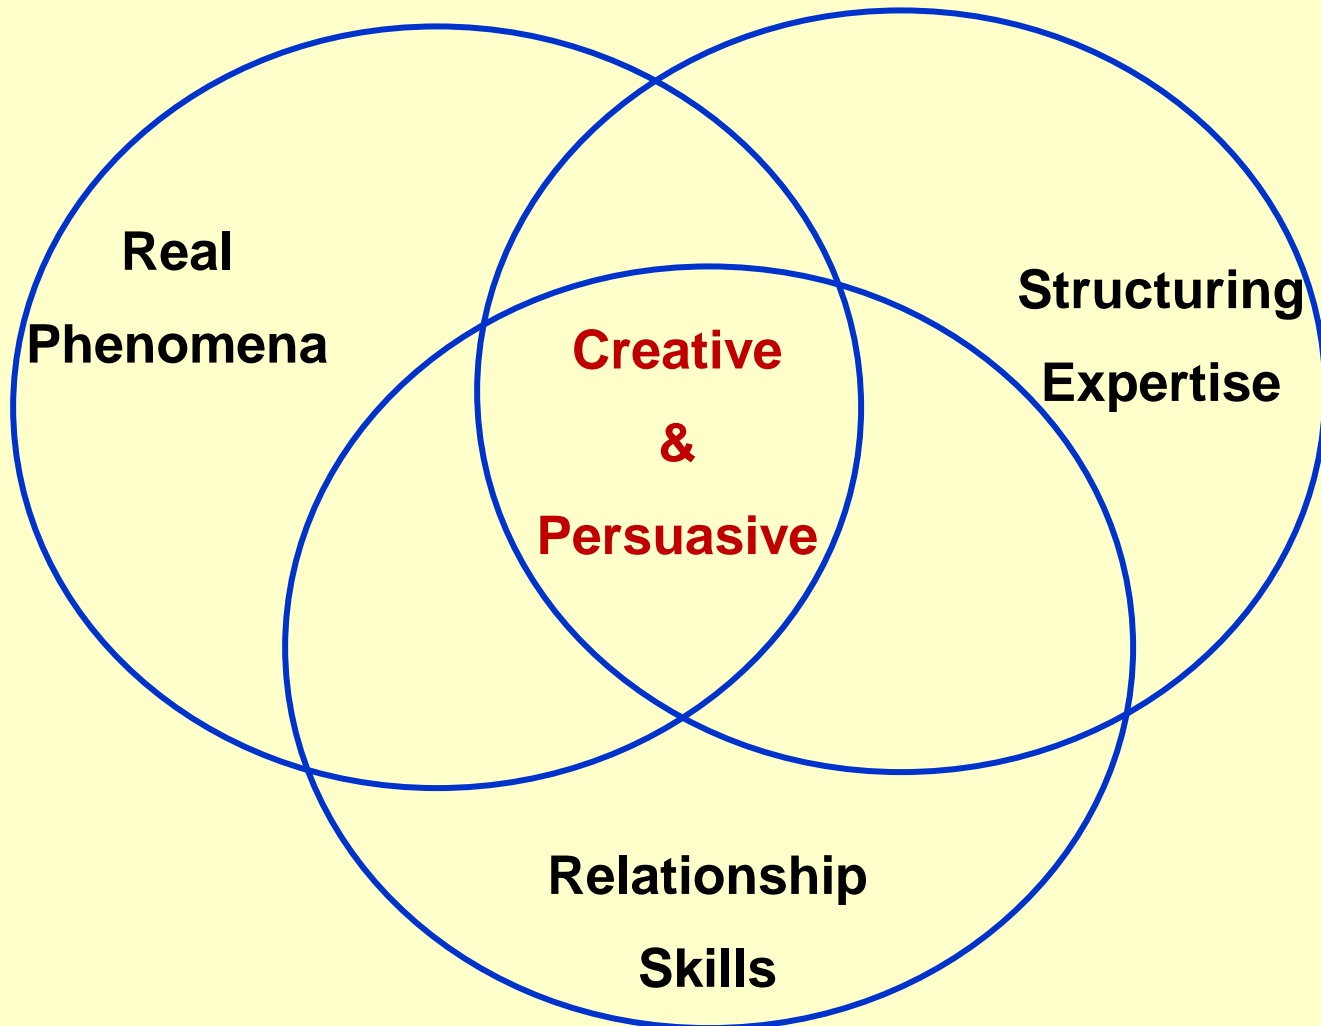 Real
Phenomena
Structuring
Expertise
Creative
&
Persuasive
Relationship
Skills